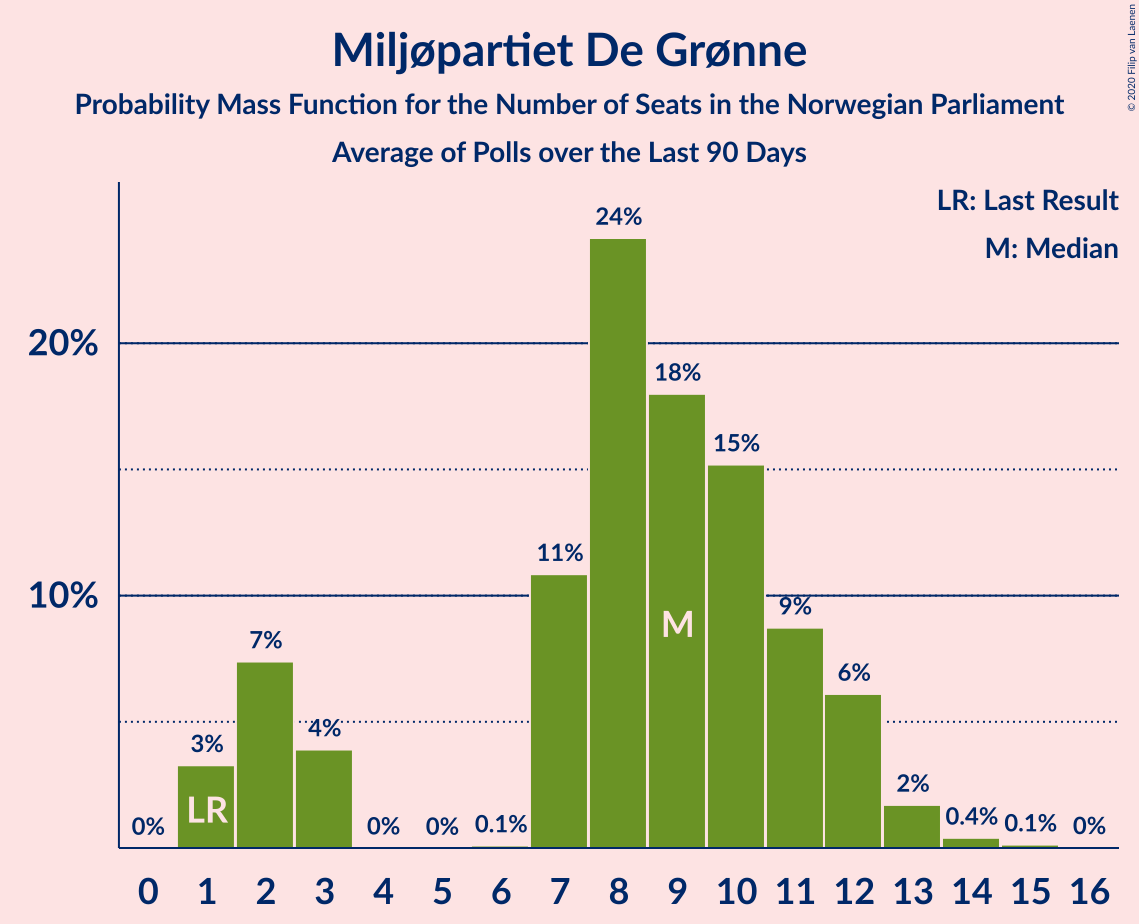 Miljøpartiet De Grønne
Probability Mass Function for the Number of Seats in the Norwegian Parliament
Average of Polls over the Last 90 Days
© 2020 Filip van Laenen
LR: Last Result
M: Median
20%
10%
0%
3%
7%
4%
0%
0%
0.1%
11%
24%
18%
15%
9%
6%
2%
0.4%
0.1%
0%
LR
M
0 1 2 3 4 5 6 7 8 9 10 11 12 13 14 15 16